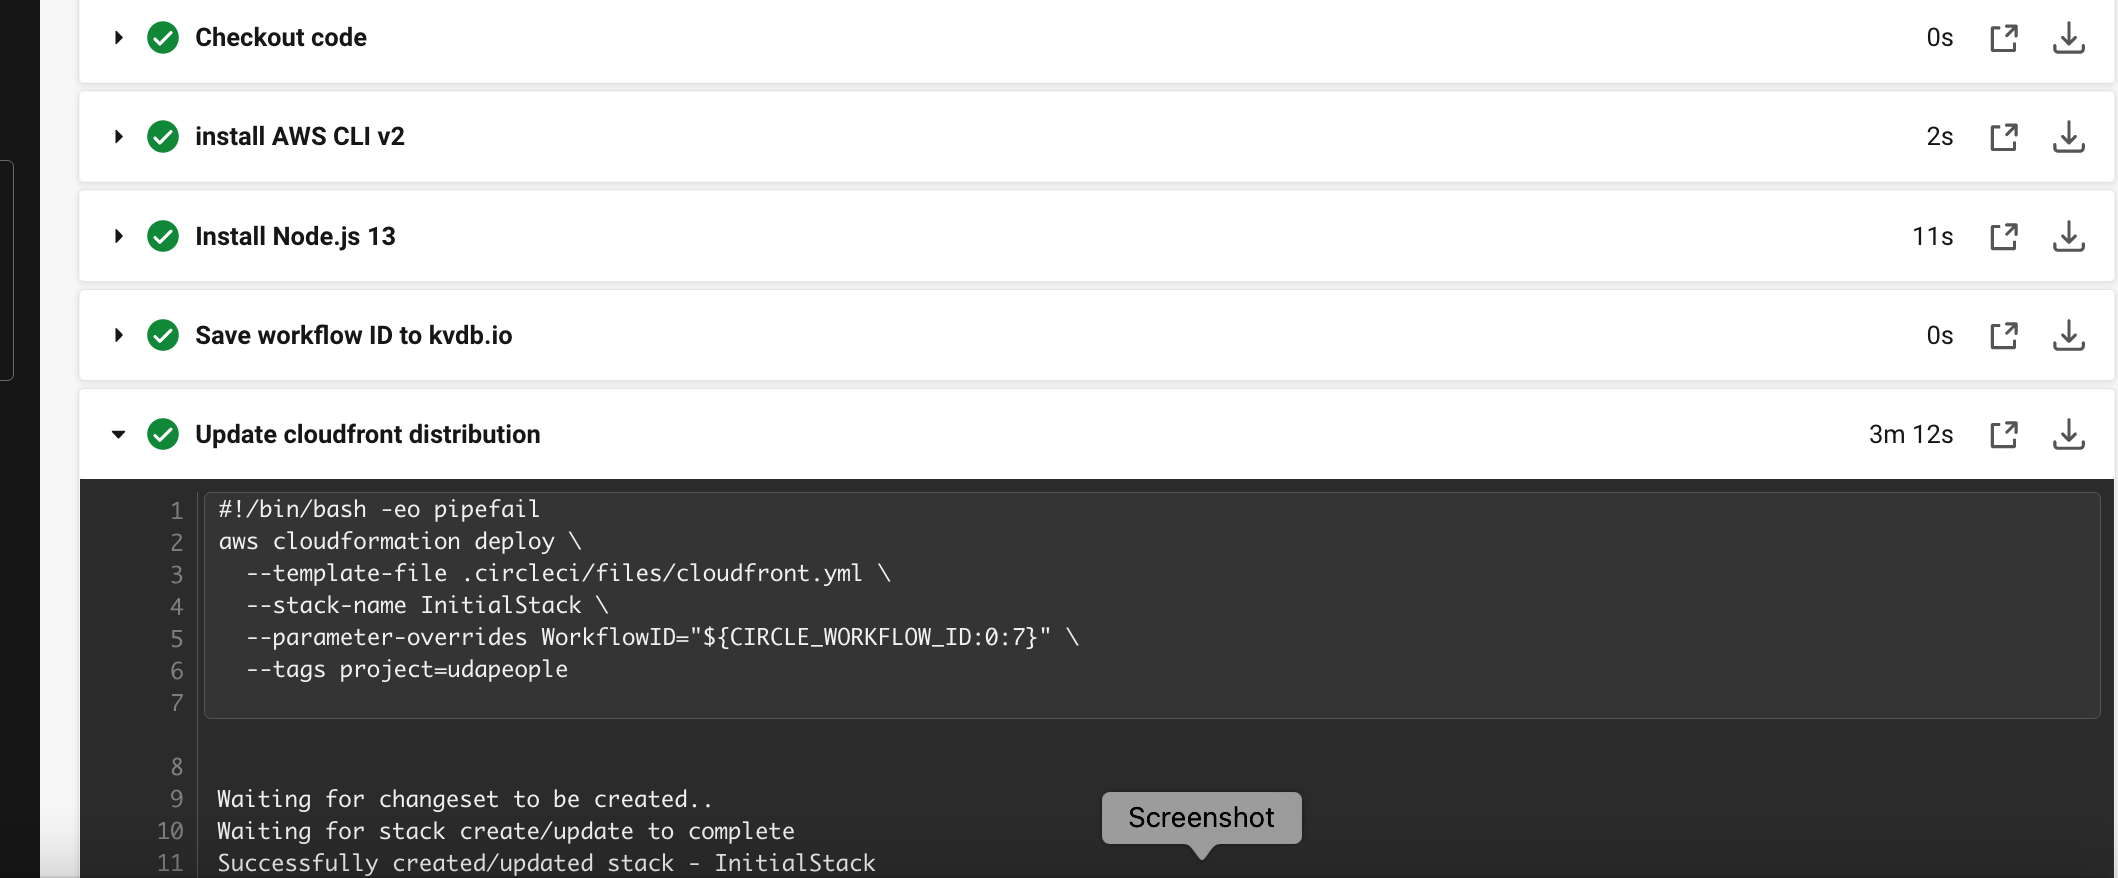 Checkout code 0s
install AWS CLI v2 2s
Install Node.js 13 11s
Save workflow ID to kvdb.io 0s
Update cloudfront distribution 3m 12s
1 #!/bin/bash -eo pipefail
2 aws cloudformation deploy \
3   --template-file .circleci/files/cloudfront.yml \
4   --stack-name InitialStack \
5   --parameter-overrides WorkflowID="${CIRCLE_WORKFLOW_ID:0:7}" \
6   --tags project=udapeople
7
8
9 Waiting for changeset to be created..
10 Waiting for stack create/update to complete
11 Successfully created/updated stack - InitialStack
Screenshot